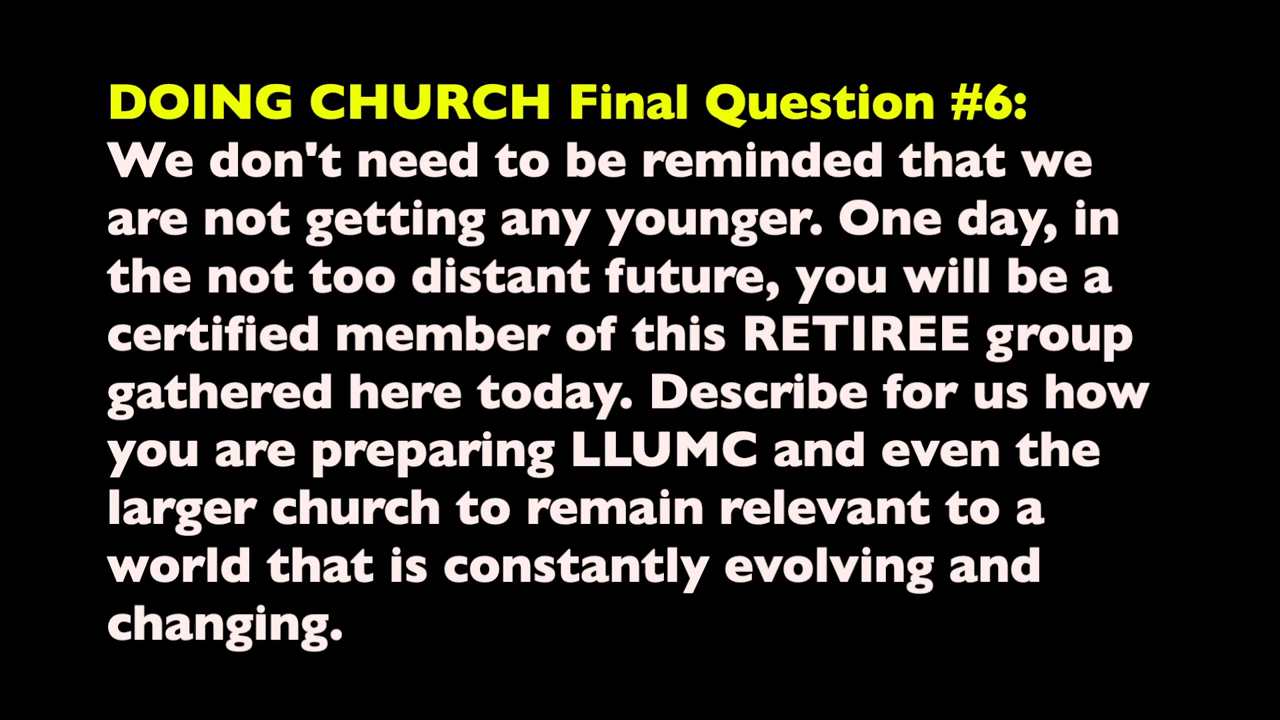 DOING CHURCH Final Question #6:
We don't need to be reminded that we
are not getting any younger. One day, in
the not too distant future, you will be a
certified member of this RETIREE group
gathered here today. Describe for us how
you are preparing LLUMC and even the
larger church to remain relevant to a
world that is constantly evolving and
changing.